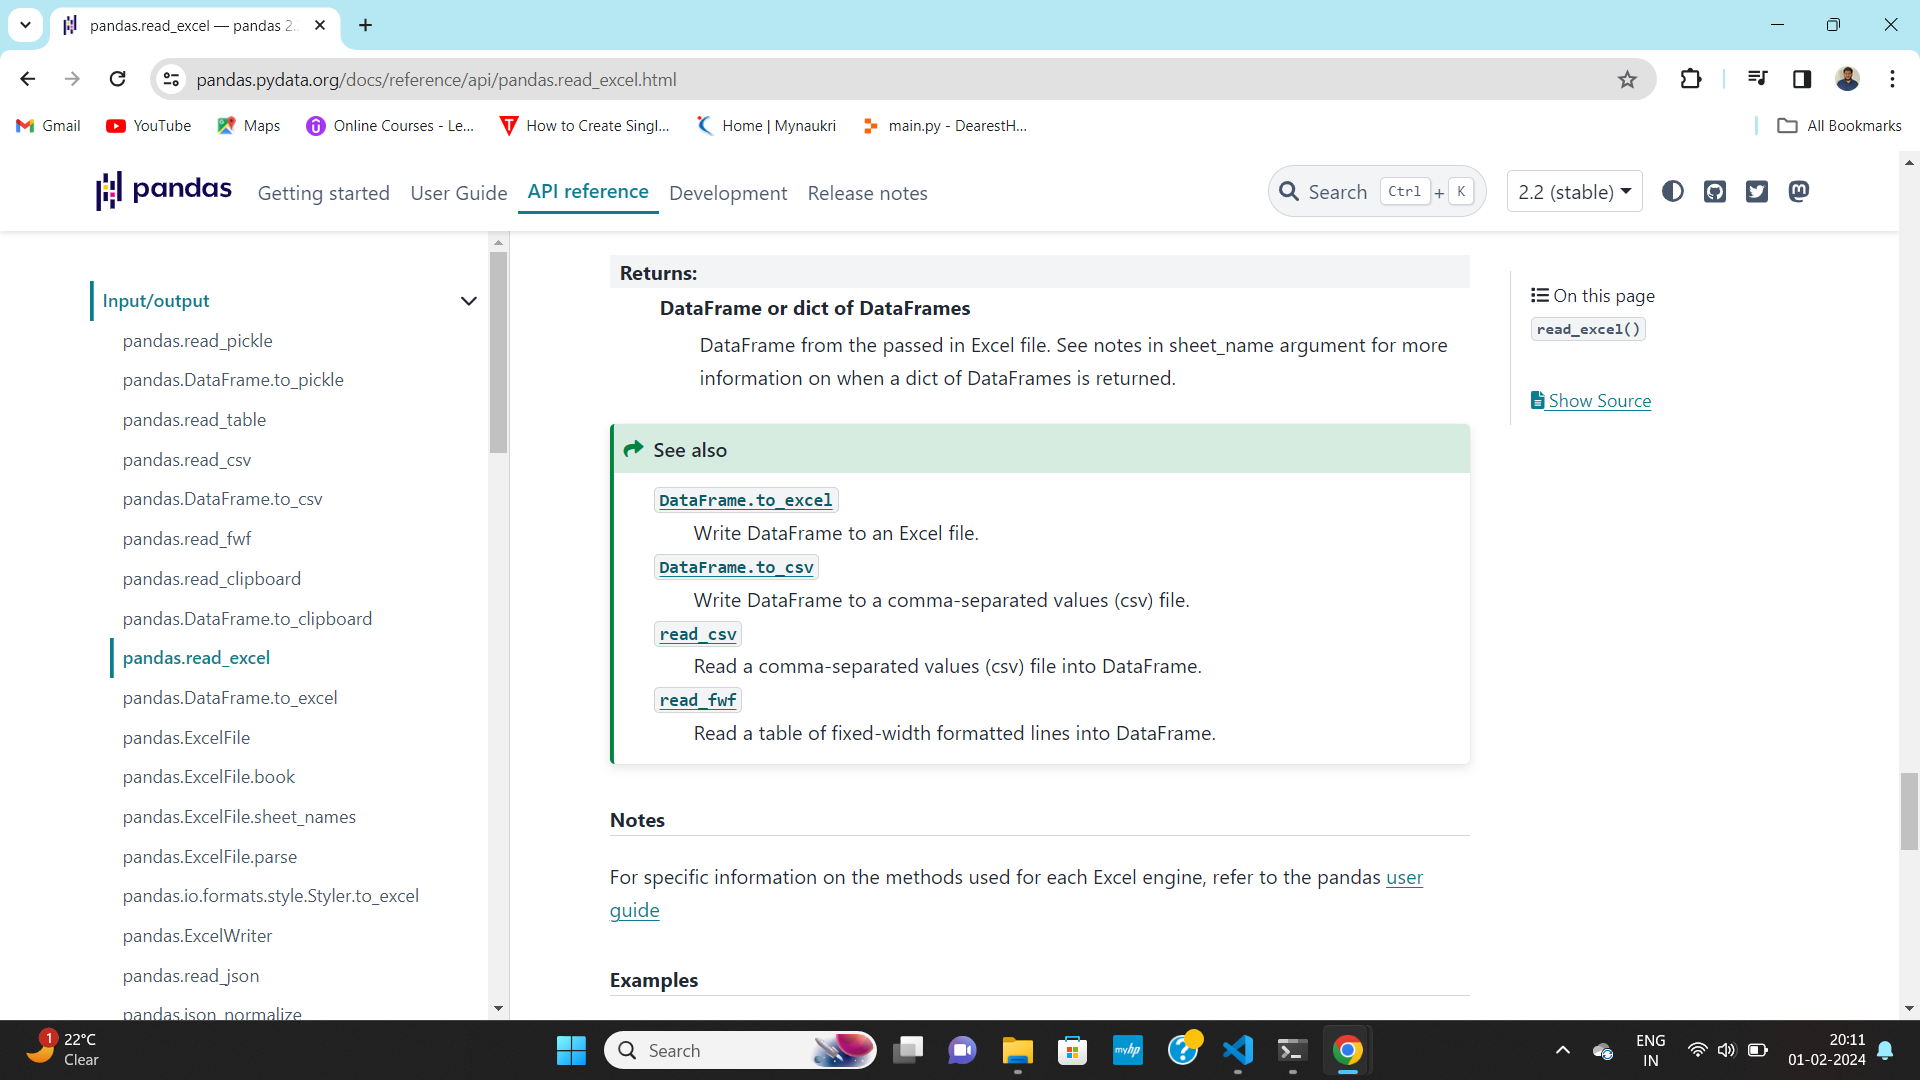 pandas.read_excel — pandas 2.
pandas.pydata.org/docs/reference/api/pandas.read_excel.html
Gmail
YouTube
Maps
Online Courses - Le...
How to Create Singl...
Home | Mynaukri
main.py - DearestH...
All Bookmarks
pandas
Getting started
User Guide
API reference
Development
Release notes
Search Ctrl + K
2.2 (stable)
Input/output
pandas.read_pickle
pandas.DataFrame.to_pickle
pandas.read_table
pandas.read_csv
pandas.DataFrame.to_csv
pandas.read_fwf
pandas.read_clipboard
pandas.DataFrame.to_clipboard
pandas.read_excel
pandas.DataFrame.to_excel
pandas.ExcelFile
pandas.ExcelFile.book
pandas.ExcelFile.sheet_names
pandas.ExcelFile.parse
pandas.io.formats.style.Styler.to_excel
pandas.ExcelWriter
pandas.read_json
pandas.json_normalize
Returns:
DataFrame or dict of DataFrames
DataFrame from the passed in Excel file. See notes in sheet_name argument for more
information on when a dict of DataFrames is returned.
See also
DataFrame.to_excel
Write DataFrame to an Excel file.
DataFrame.to_csv
Write DataFrame to a comma-separated values (csv) file.
read_csv
Read a comma-separated values (csv) file into DataFrame.
read_fwf
Read a table of fixed-width formatted lines into DataFrame.
Notes
For specific information on the methods used for each Excel engine, refer to the pandas user
guide
Examples
On this page
read_excel()
Show Source
1
22°C
Clear
Search
myhp
ENG
IN
20:11
01-02-2024